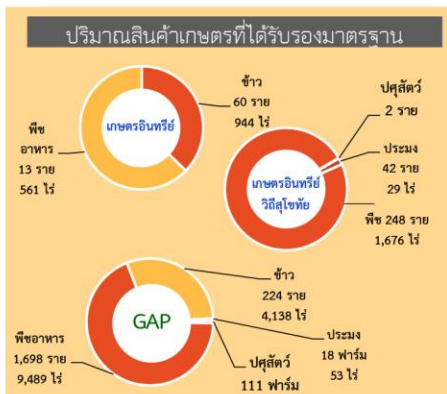 ปริมาณสินค้าเกษตรที่ได้รับรองมาตรฐาน
เกษตรอินทรีย์
ข้าว
60 ราย
944 ไร่
พืช
อาหาร
13 ราย
561 ไร่
เกษตรอินทรีย์
วิถีสุโขทัย
ปศุสัตว์
2 ราย
ประมง
42 ราย
29 ไร่
พืช 248 ราย
1,676 ไร่
GAP
ข้าว
224 ราย
4,138 ไร่
ประมง
18 ฟาร์ม
53 ไร่
ปศุสัตว์
111 ฟาร์ม
พืชอาหาร
1,698 ราย
9,489 ไร่